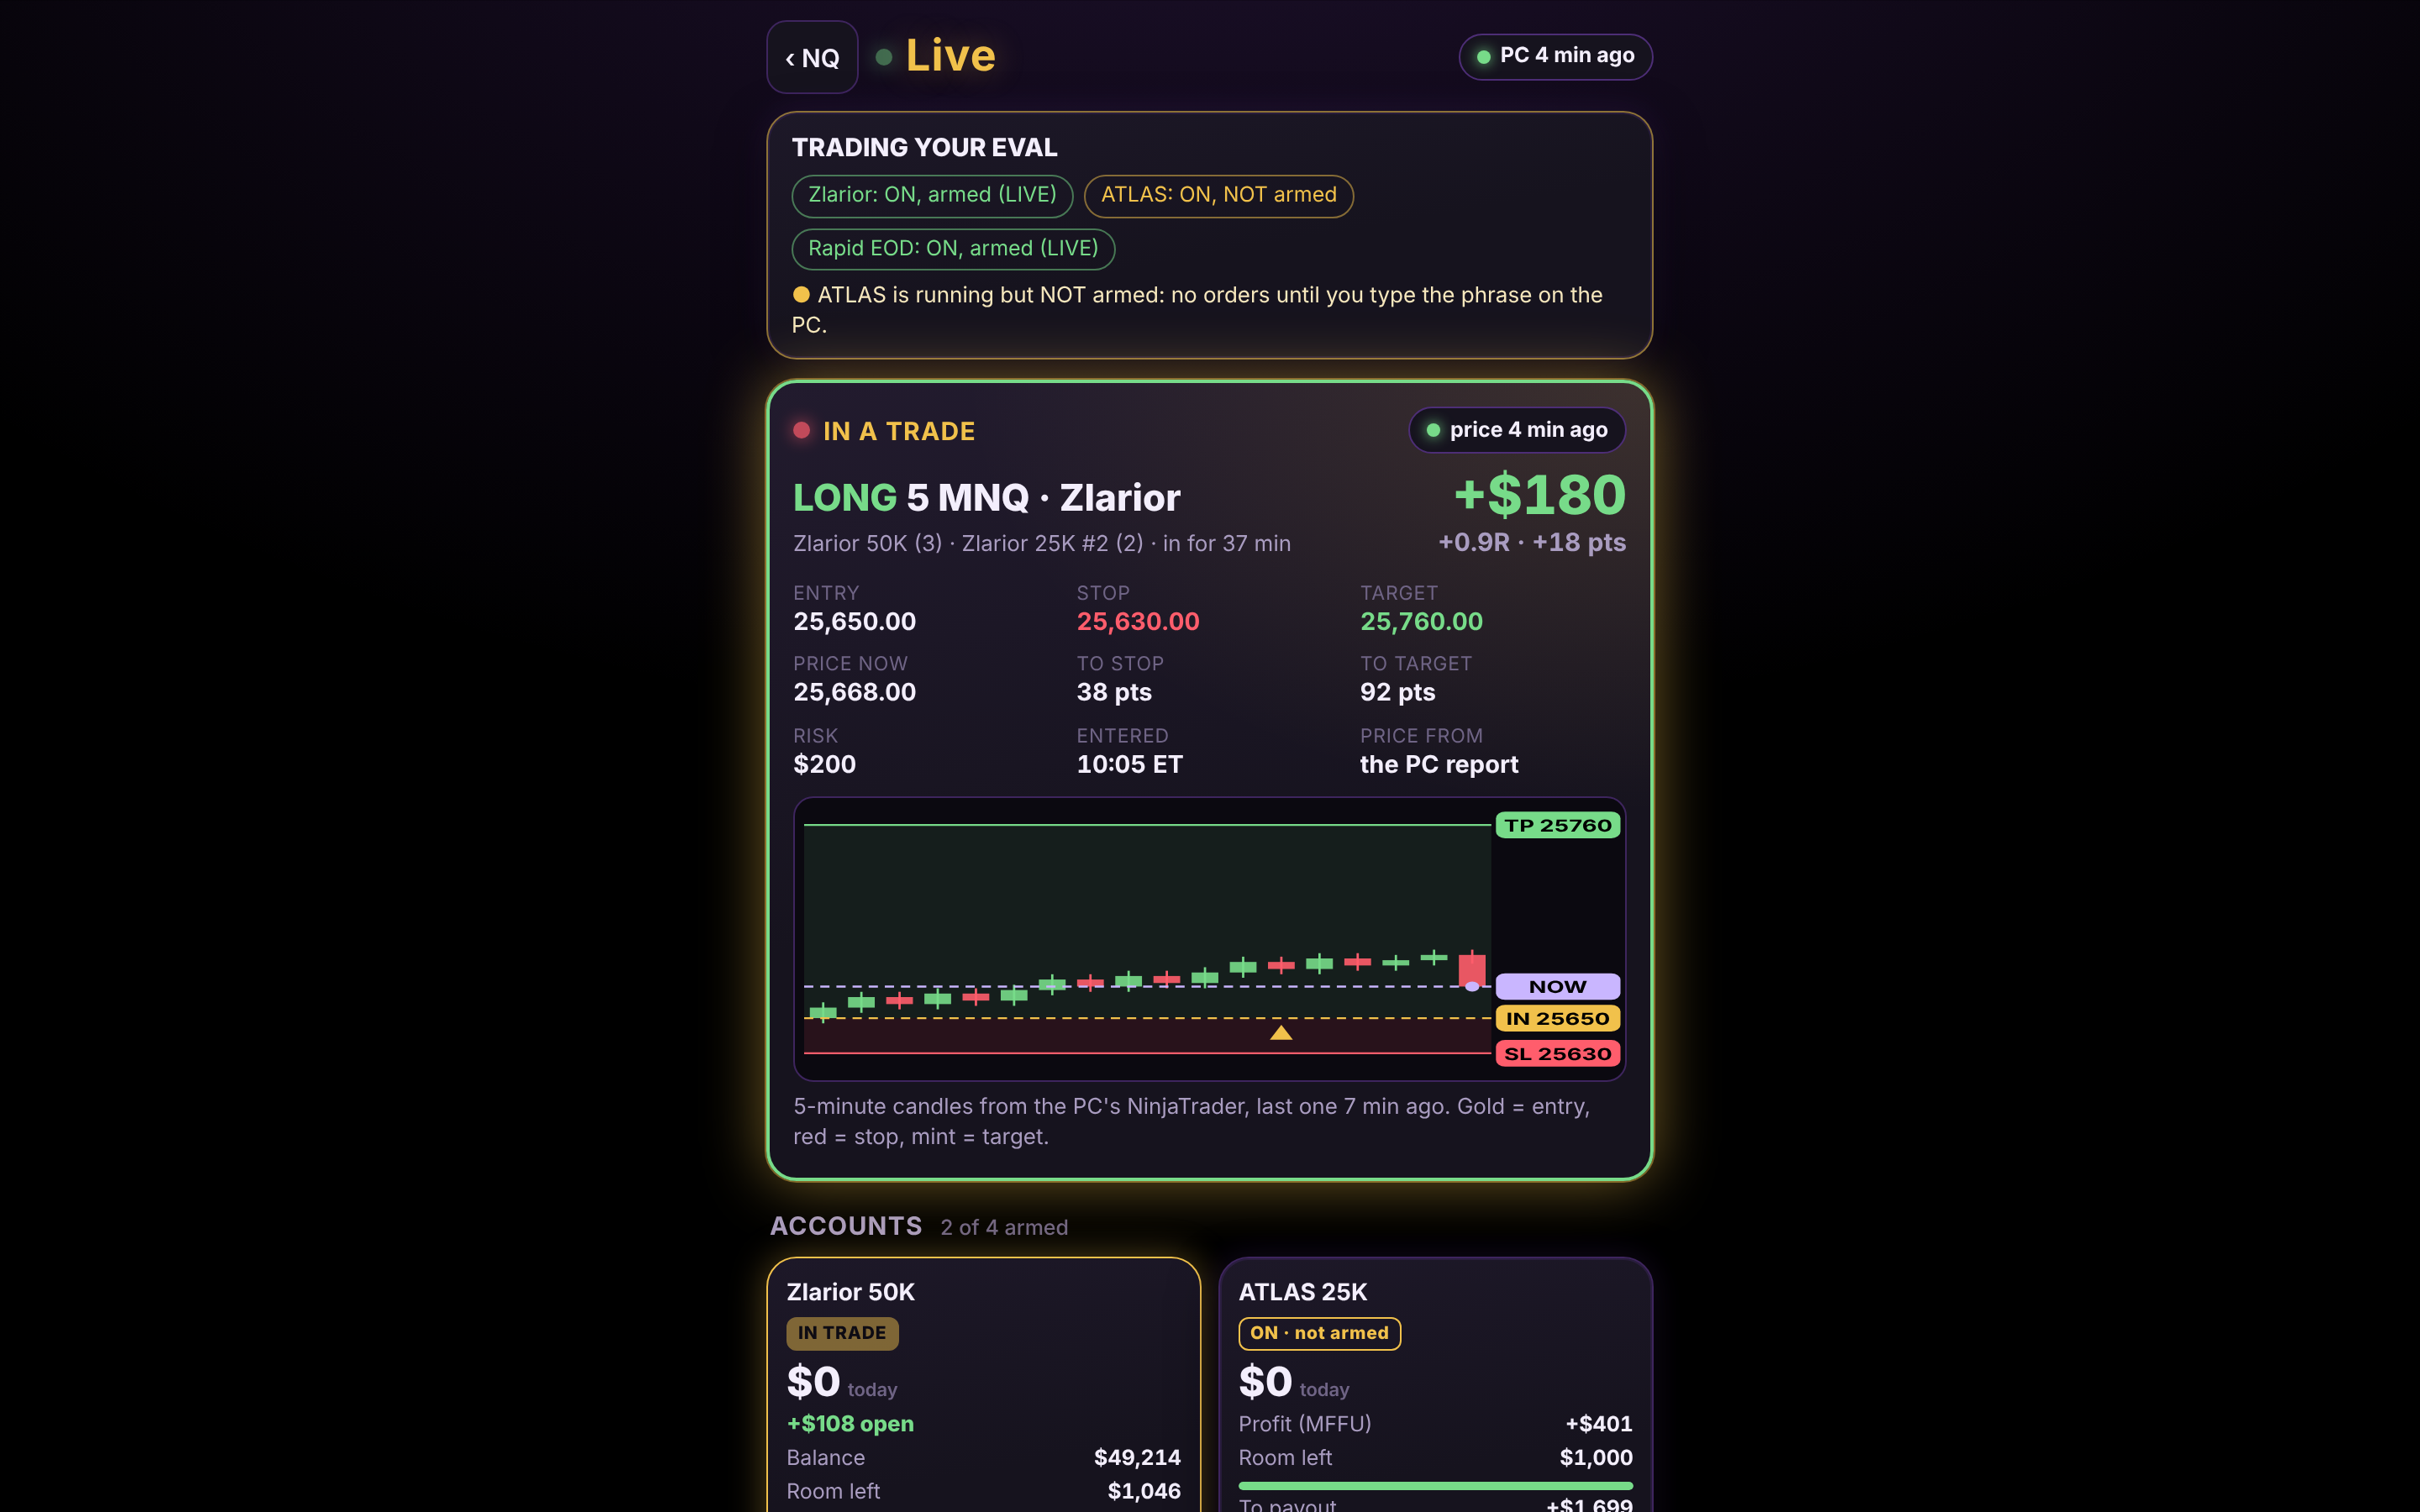 ‹ NQ
Live
PC 4 min ago
TRADING YOUR EVAL
Zlarior: ON, armed (LIVE)
ATLAS: ON, NOT armed
Rapid EOD: ON, armed (LIVE)
ATLAS is running but NOT armed: no orders until you type the phrase on the
PC.
IN A TRADE
price 4 min ago
LONG 5 MNQ · Zlarior
+$180
Zlarior 50K (3) · Zlarior 25K #2 (2) · in for 37 min
+0.9R · +18 pts
ENTRY
STOP
TARGET
25,650.00
25,630.00
25,760.00
PRICE NOW
TO STOP
TO TARGET
25,668.00
38 pts
92 pts
RISK
ENTERED
PRICE FROM
$200
10:05 ET
the PC report
TP 25760
NOW
IN 25650
SL 25630
5-minute candles from the PC's NinjaTrader, last one 7 min ago. Gold = entry,
red = stop, mint = target.
ACCOUNTS 2 of 4 armed
Zlarior 50K
IN TRADE
$0 today
+$108 open
Balance $49,214
Room left $1,046
ATLAS 25K
ON · not armed
$0 today
Profit (MFFU) +$401
Room left $1,000
To payout +$1,699